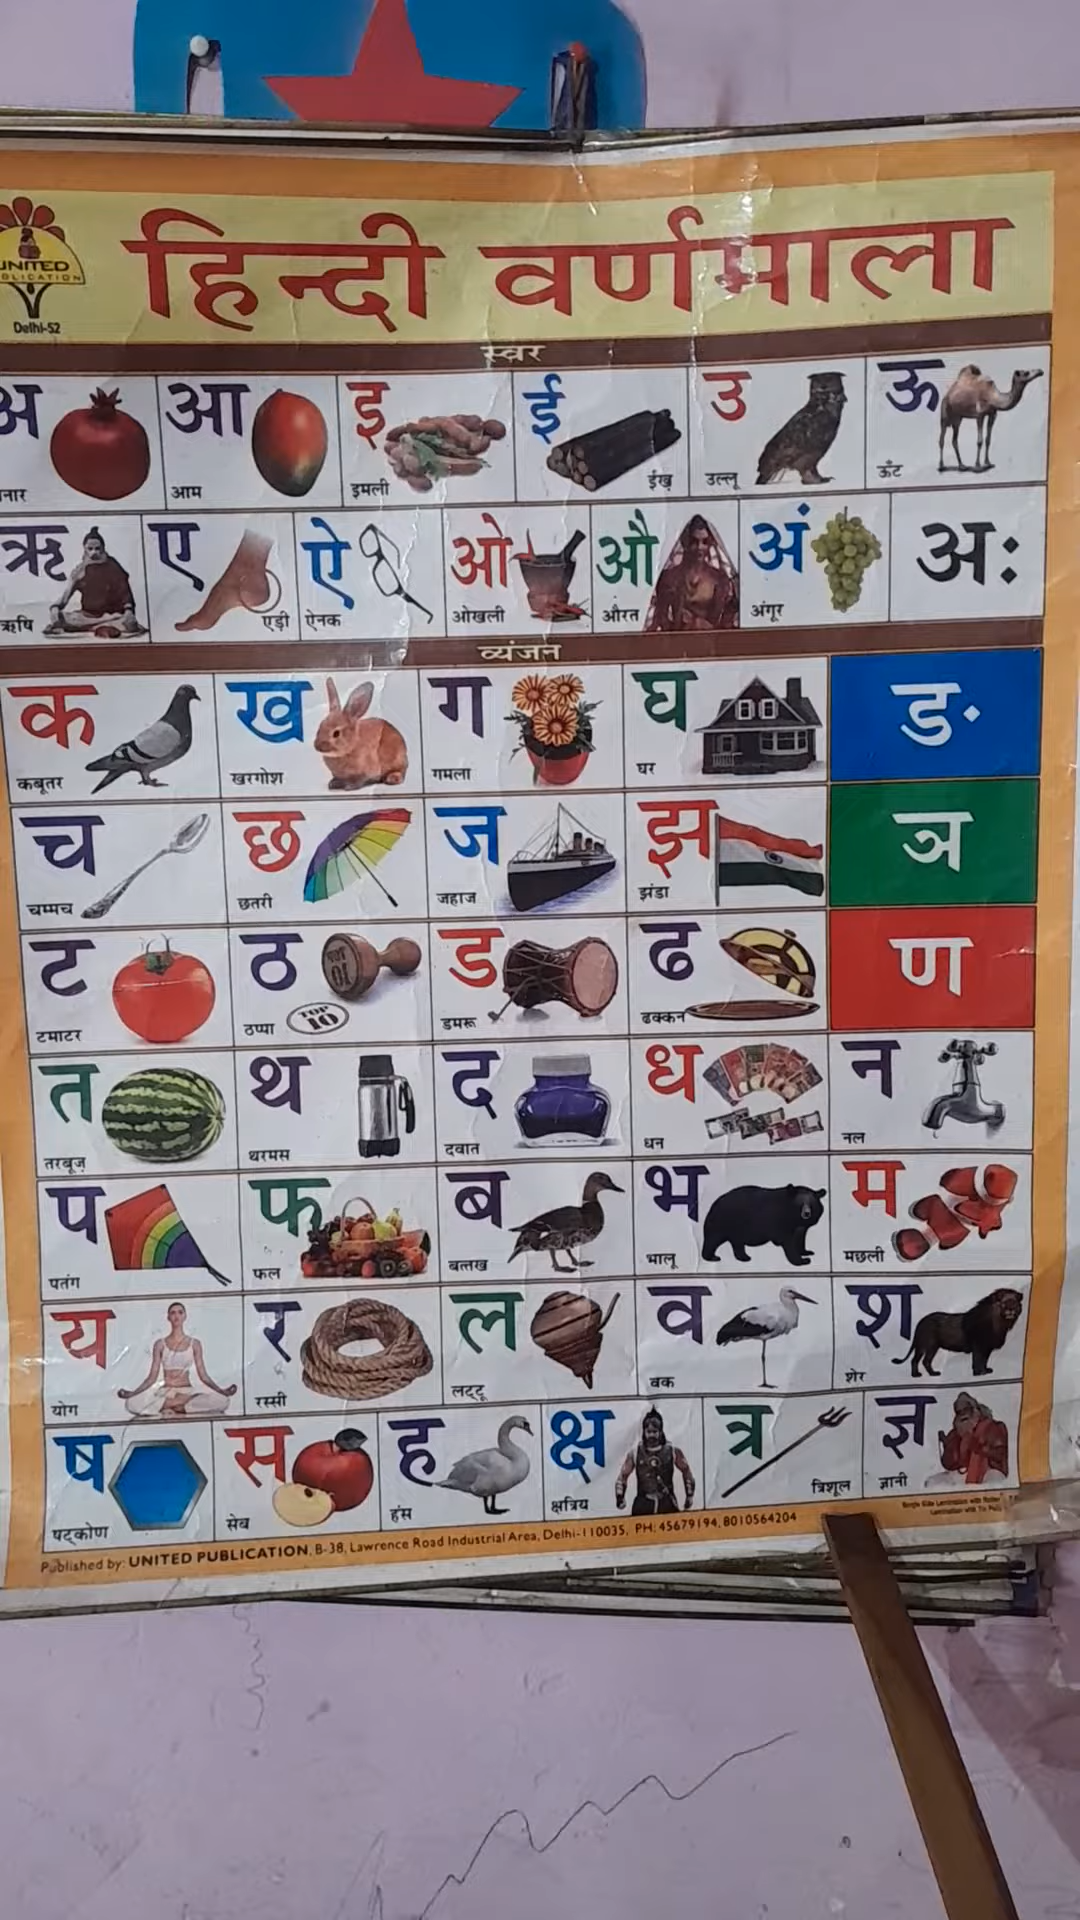 UNITED
Delhi-52
हिन्दी वर्णमाला
स्वर
अ आ इ ई उ ऊ
आम इमली ईख़ उल्लू ऊँट
ऋ ए ऐ ओ औ अं अः
ऋषि एड़ी ऐनक ओखली औरत अंगूर
व्यंजन
क ख ग घ ङ
कबूतर खरगोश गमला घर
च छ ज झ ञ
चम्मच छतरी जहाज झंडा
ट ठ ड ढ ण
टमाटर ठप्पा TOP 10 डमरू ढक्कन
त थ द ध न
तरबूज़ थरमस दवात धन नल
प फ ब भ म
पतंग फल बत्तख भालू मछली
य र ल व श
योग रस्सी लट्टू वक शेर
ष स ह क्ष त्र ज्ञ
षट्कोण सेब हंस क्षत्रिय त्रिशूल ज्ञानी
Published by: UNITED PUBLICATION, B-38, Lawrence Road Industrial Area, Delhi-110035, PH: 45679194, 8010564204